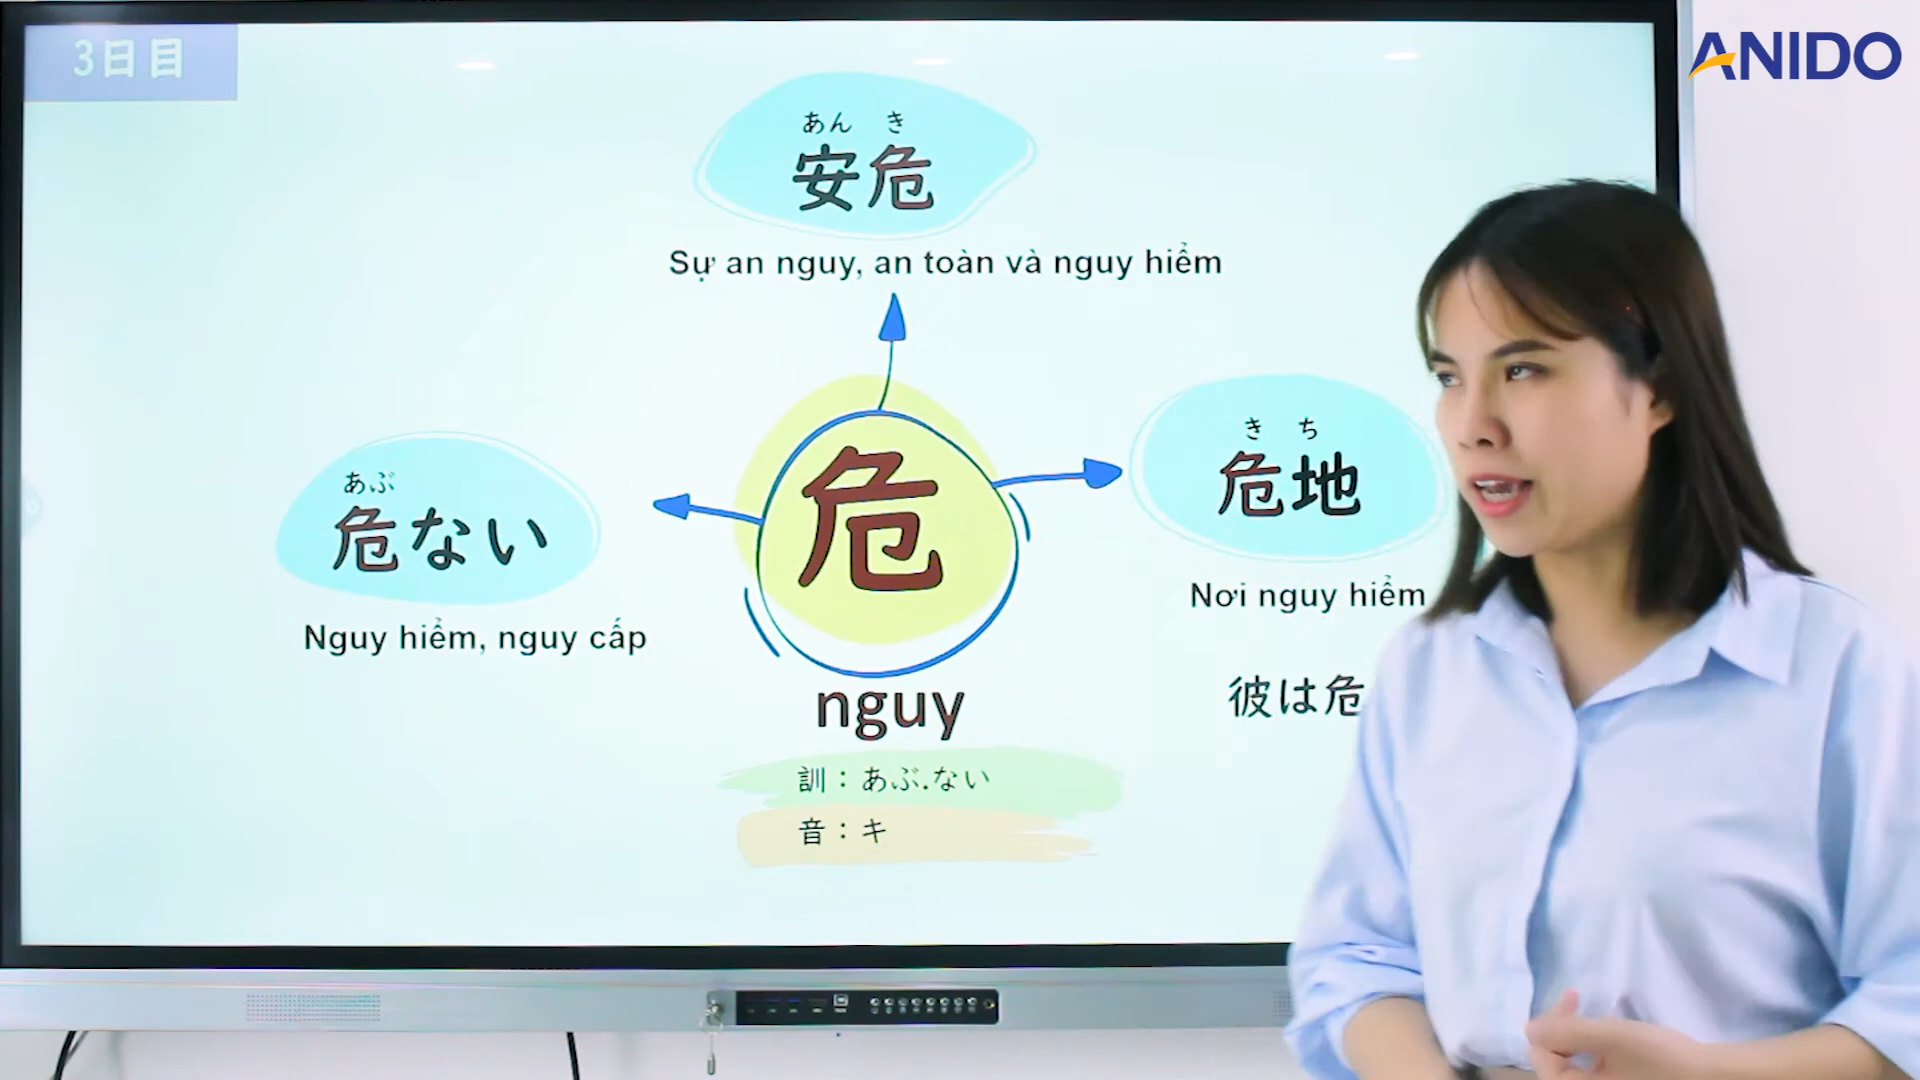 3日目
ANIDO
あん き
安危
Sự an nguy, an toàn và nguy hiểm
あぶ
危ない
Nguy hiểm, nguy cấp
危
nguy
訓：あぶ.ない
音：キ
き ち
危地
Nơi nguy hiểm
彼は危